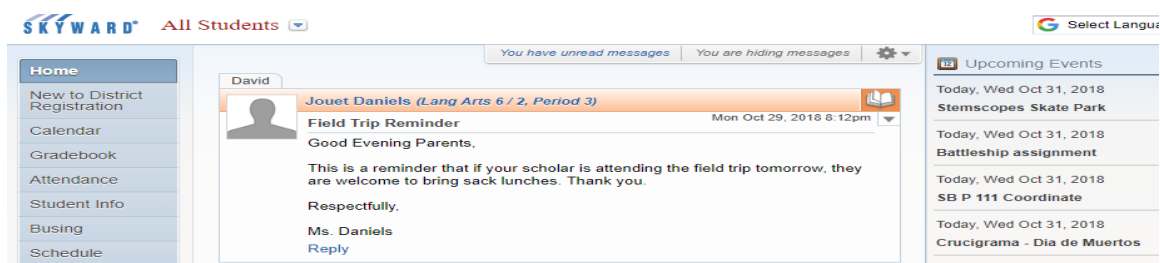 SKYWARD® All Students
Select Langua
You have unread messages You are hiding messages
Home
New to District
Registration
Calendar
Gradebook
Attendance
Student Info
Busing
Schedule
David
Jouet Daniels (Lang Arts 6 / 2, Period 3)
Field Trip Reminder Mon Oct 29, 2018 8:12pm
Good Evening Parents,
This is a reminder that if your scholar is attending the field trip tomorrow, they
are welcome to bring sack lunches. Thank you.
Respectfully,
Ms. Daniels
Reply
12 Upcoming Events
Today, Wed Oct 31, 2018
Stemscopes Skate Park
Today, Wed Oct 31, 2018
Battleship assignment
Today, Wed Oct 31, 2018
SB P 111 Coordinate
Today, Wed Oct 31, 2018
Crucigrama - Dia de Muertos